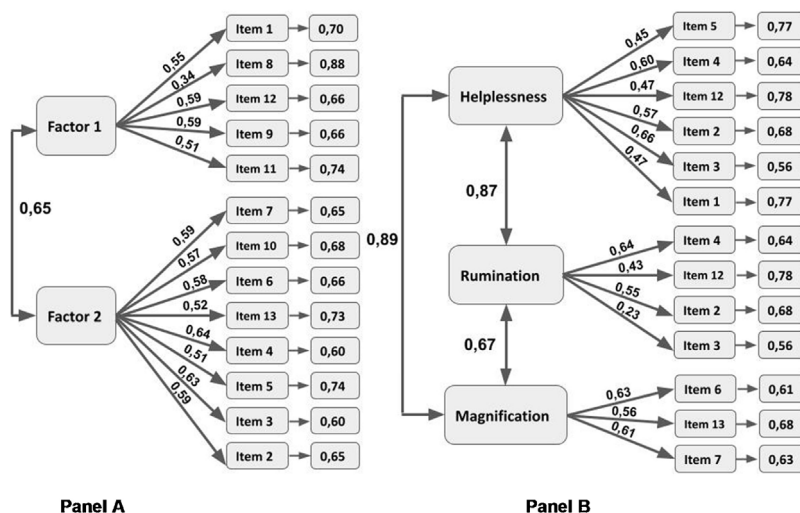 Factor 1
0,55
Item 1
0,70
0,34
Item 8
0,88
0,59
Item 12
0,66
0,59
Item 9
0,66
0,51
Item 11
0,74
0,65
Factor 2
0,59
Item 7
0,65
0,57
Item 10
0,68
0,58
Item 6
0,66
0,52
Item 13
0,73
0,64
Item 4
0,60
0,51
Item 5
0,74
0,63
Item 3
0,60
0,59
Item 2
0,65
Panel A
0,89
Helplessness
0,45
Item 5
0,77
0,60
Item 4
0,64
0,47
Item 12
0,78
0,57
Item 2
0,68
0,66
Item 3
0,56
0,47
Item 1
0,77
0,87
Rumination
0,64
Item 4
0,64
0,43
Item 12
0,78
0,55
Item 2
0,68
0,23
Item 3
0,56
0,67
Magnification
0,63
Item 6
0,61
0,56
Item 13
0,68
0,61
Item 7
0,63
Panel B